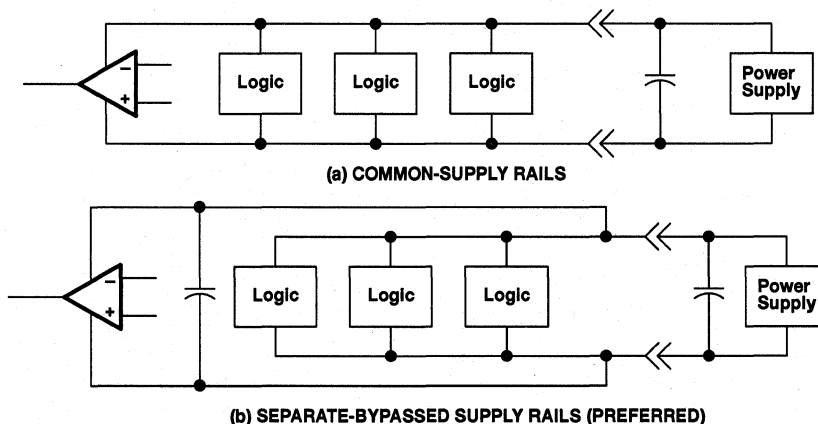 −
+
Logic
Logic
Logic
Power
Supply
(a) COMMON-SUPPLY RAILS
−
+
Logic
Logic
Logic
Power
Supply
(b) SEPARATE-BYPASSED SUPPLY RAILS (PREFERRED)